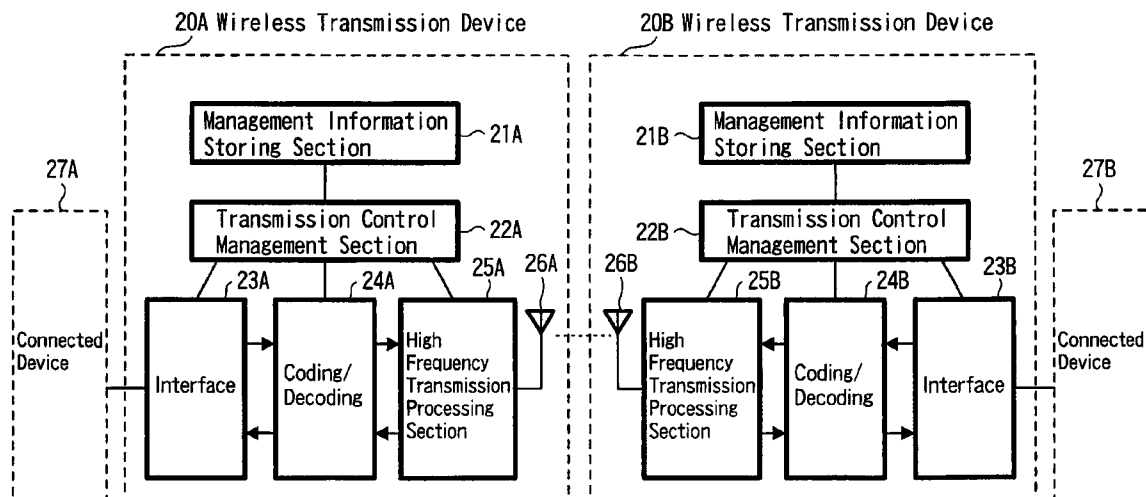 20A Wireless Transmission Device
20B Wireless Transmission Device
Management Information
Storing Section
21A
21B
Management Information
Storing Section
27A
27B
Transmission Control
Management Section
22A
22B
Transmission Control
Management Section
23A
24A
25A
26A
26B
25B
24B
23B
Connected
Device
Interface
Coding/
Decoding
High
Frequency
Transmission
Processing
Section
High
Frequency
Transmission
Processing
Section
Coding/
Decoding
Interface
Connected
Device